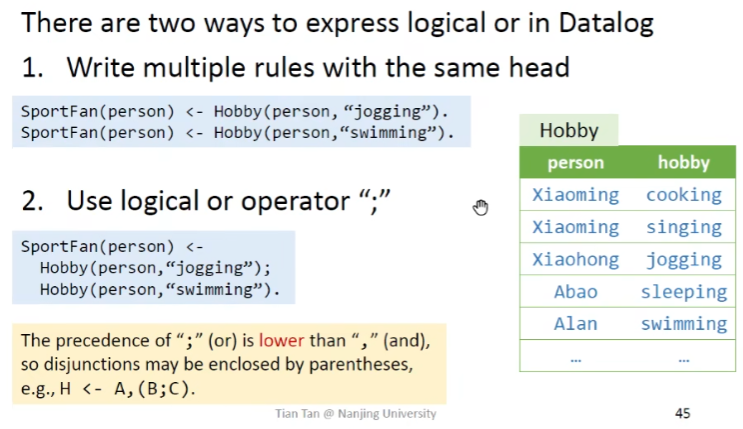 There are two ways to express logical or in Datalog
1. Write multiple rules with the same head
SportFan(person) <- Hobby(person,“jogging”).
SportFan(person) <- Hobby(person,“swimming”).
2. Use logical or operator “;”
SportFan(person) <-
Hobby(person,“jogging”);
Hobby(person,“swimming”).
The precedence of “;” (or) is lower than “,” (and),
so disjunctions may be enclosed by parentheses,
e.g., H <- A,(B;C).
Hobby
person hobby
Xiaoming cooking
Xiaoming singing
Xiaohong jogging
Abao sleeping
Alan swimming
… …
Tian Tan @ Nanjing University
45